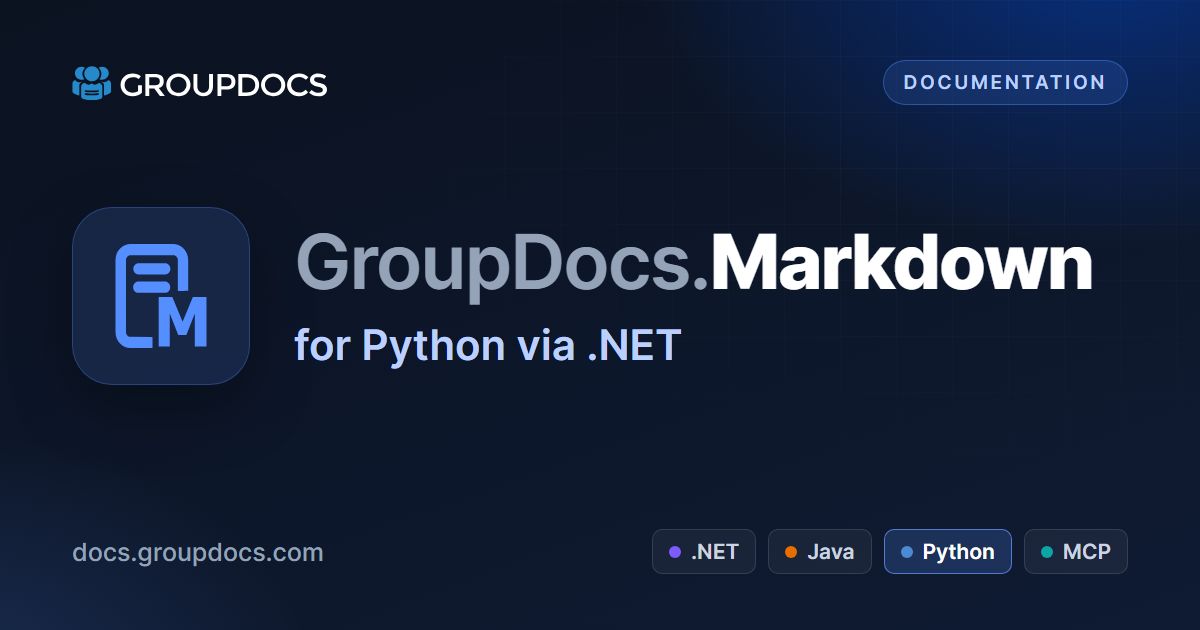 GROUPDOCS
DOCUMENTATION
M
GroupDocs.Markdown
for Python via .NET
docs.groupdocs.com
.NET
Java
Python
MCP